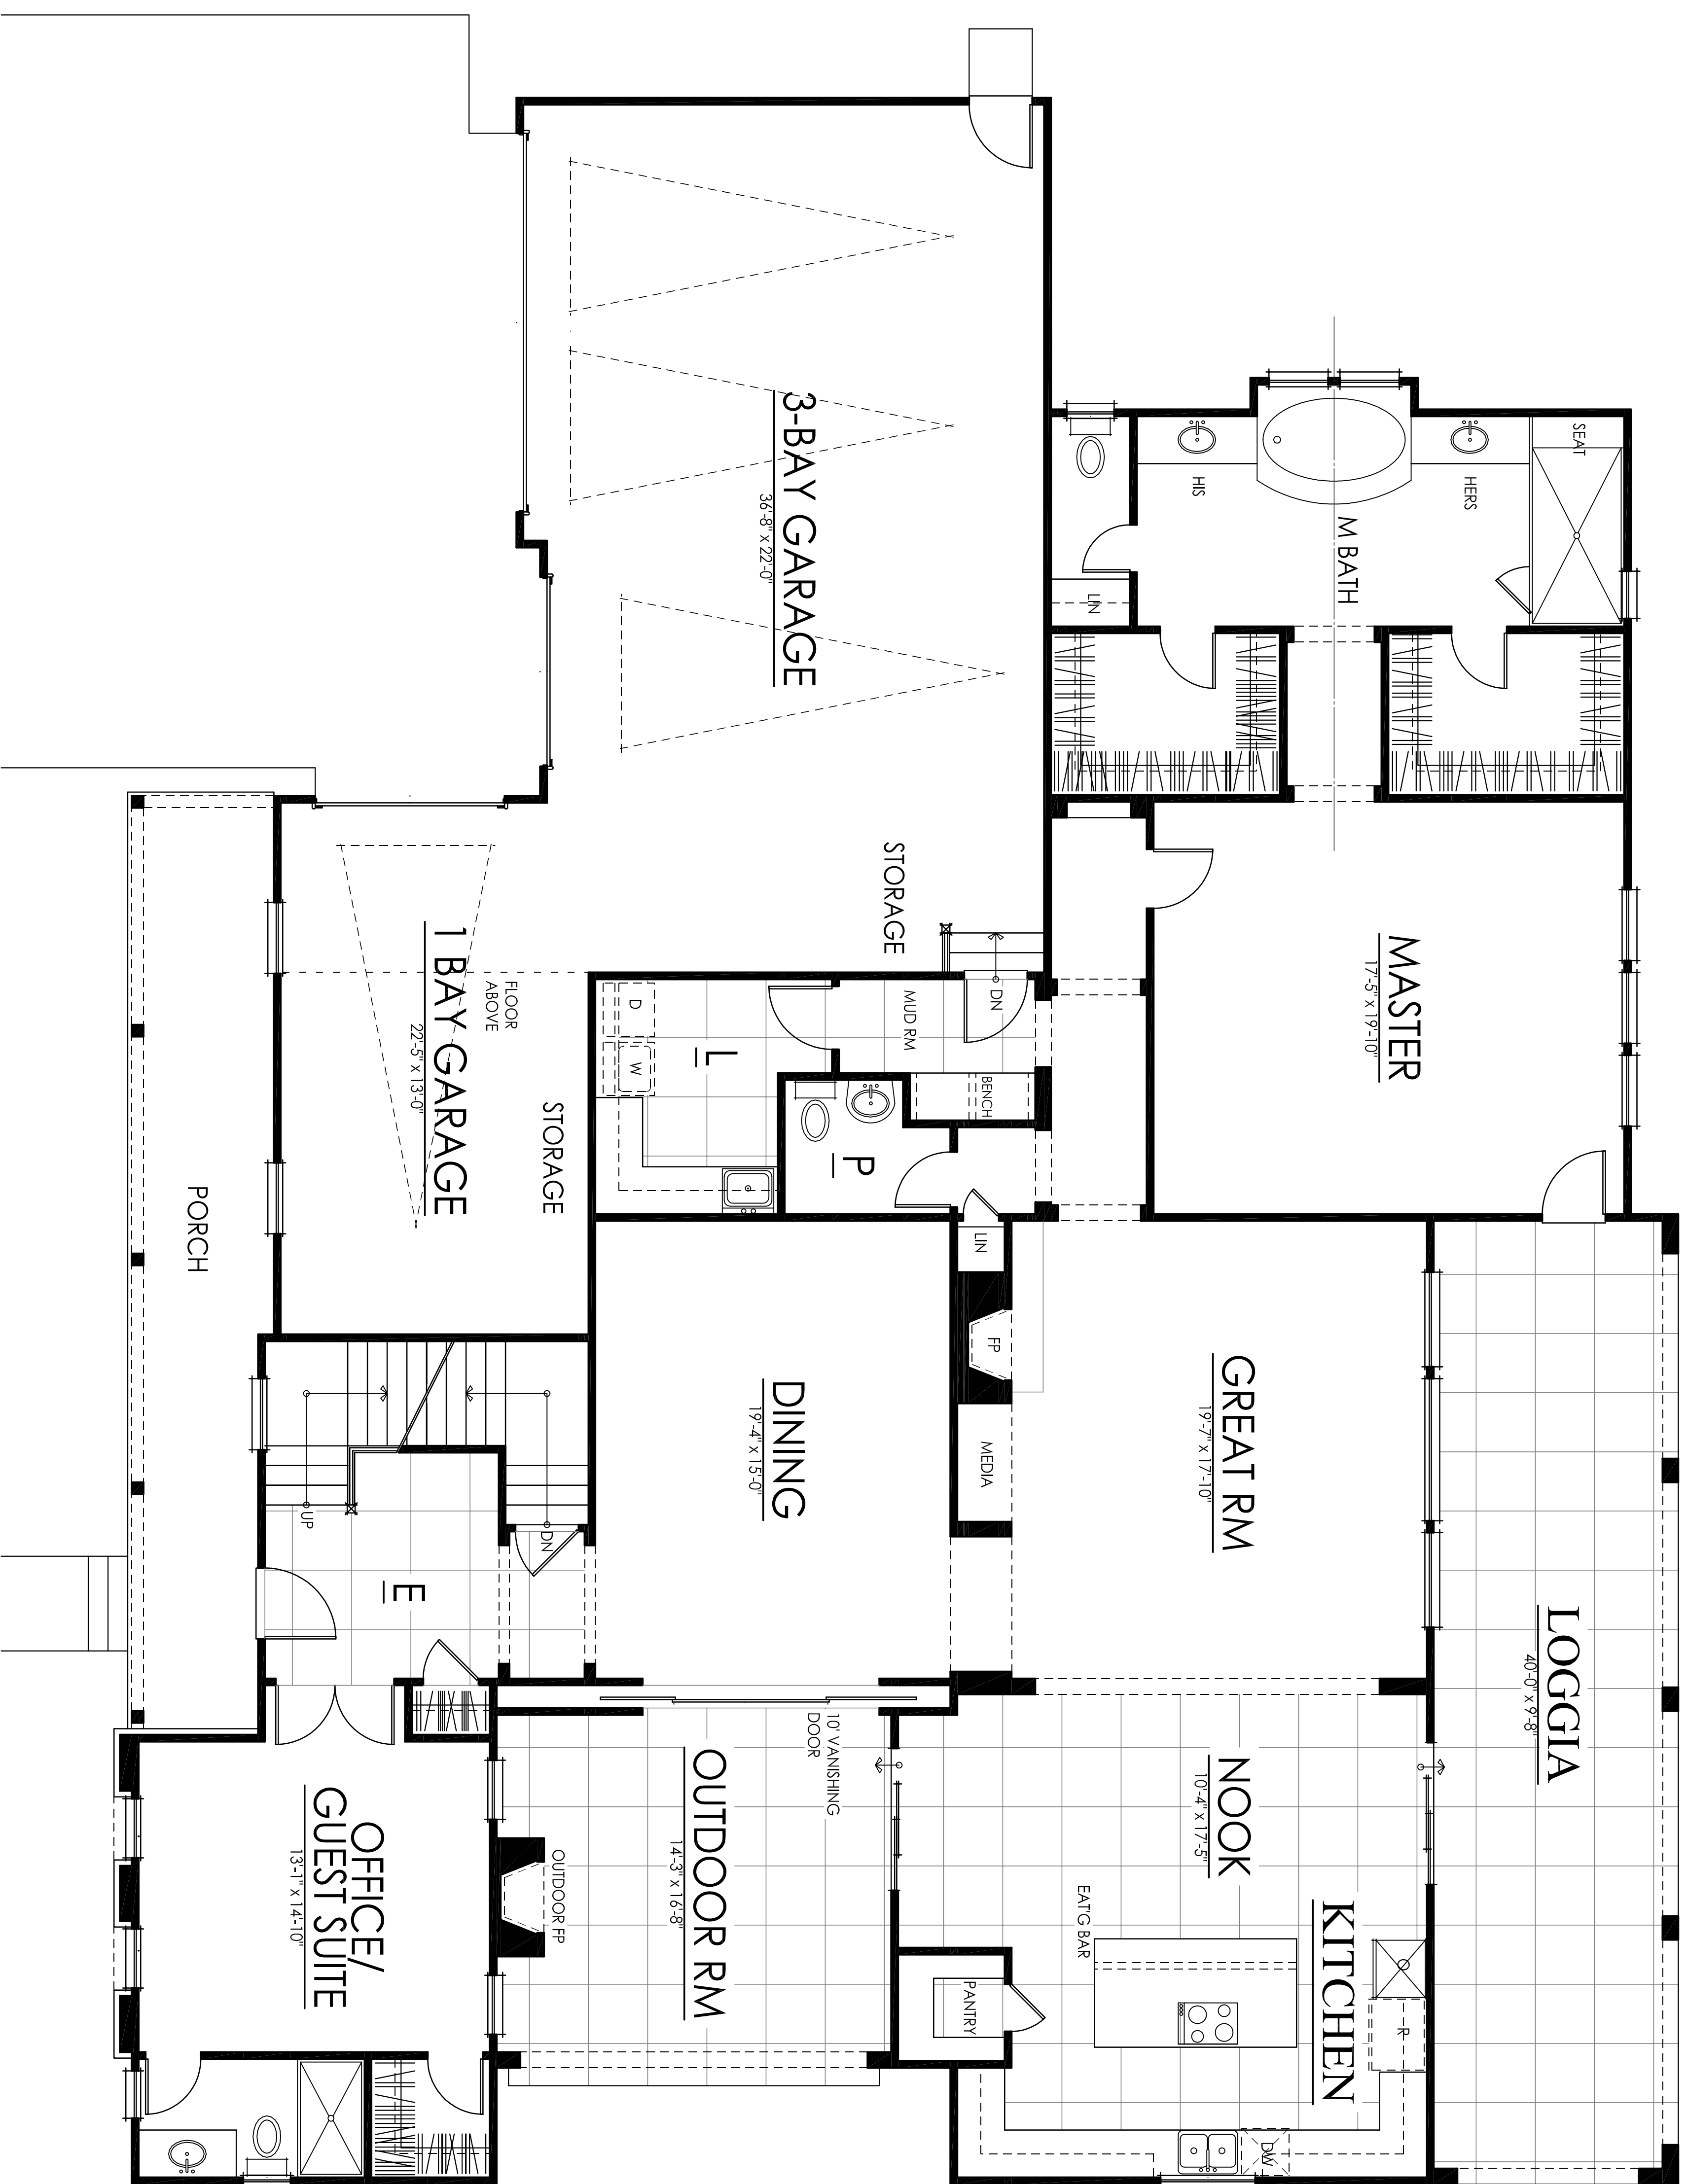 SEAT
LOGGIA
40'-0" x 9'-8"
HERS
MASTER
17'-5" x 19'-10"
R
M BATH
KITCHEN
DW
GREAT RM
19'-7" x 17'-10"
NOOK
10'-4" x 17'-5"
HIS
LIN
EAT'G BAR
DN
FP
BENCH
MEDIA
LIN
PANTRY
MUD RM
STORAGE
P
10' VANISHING
DOOR
3-BAY GARAGE
36'-8" x 22'-0"
DINING
19'-4" x 15'-0"
L
OUTDOOR RM
14'-3" x 16'-8"
D
W
OUTDOOR FP
STORAGE
DN
FLOOR
ABOVE
1 BAY GARAGE
22'-5" x 13'-0"
E
OFFICE/
GUEST SUITE
13'-1" x 14'-10"
UP
PORCH